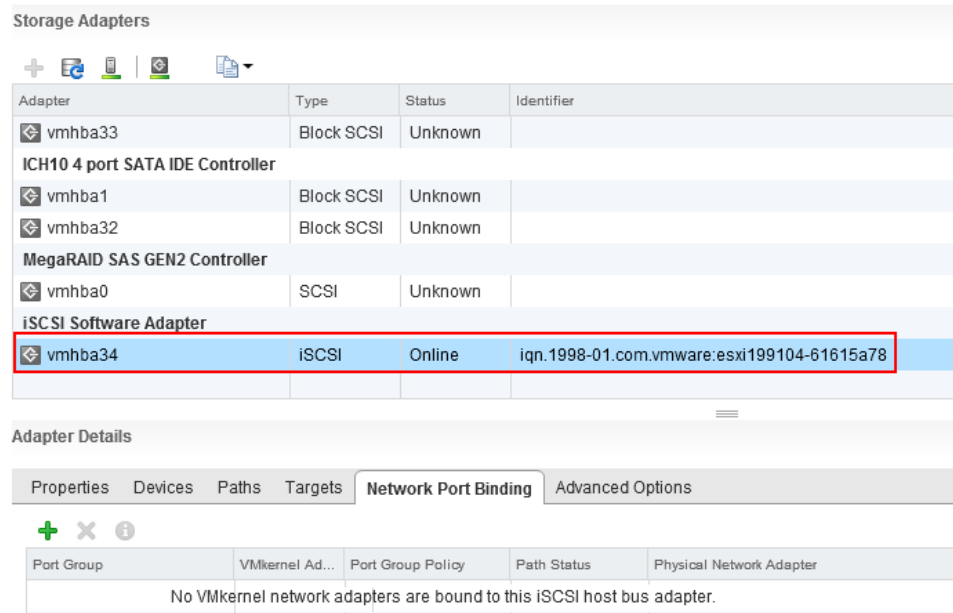 Storage Adapters
Adapter Type Status Identifier
vmhba33 Block SCSI Unknown
ICH10 4 port SATA IDE Controller
vmhba1 Block SCSI Unknown
vmhba32 Block SCSI Unknown
MegaRAID SAS GEN2 Controller
vmhba0 SCSI Unknown
iSCSI Software Adapter
vmhba34 iSCSI Online iqn.1998-01.com.vmware:esxi199104-61615a78
Adapter Details
Properties Devices Paths Targets Network Port Binding Advanced Options
Port Group VMkernel Ad... Port Group Policy Path Status Physical Network Adapter
No VMkernel network adapters are bound to this iSCSI host bus adapter.